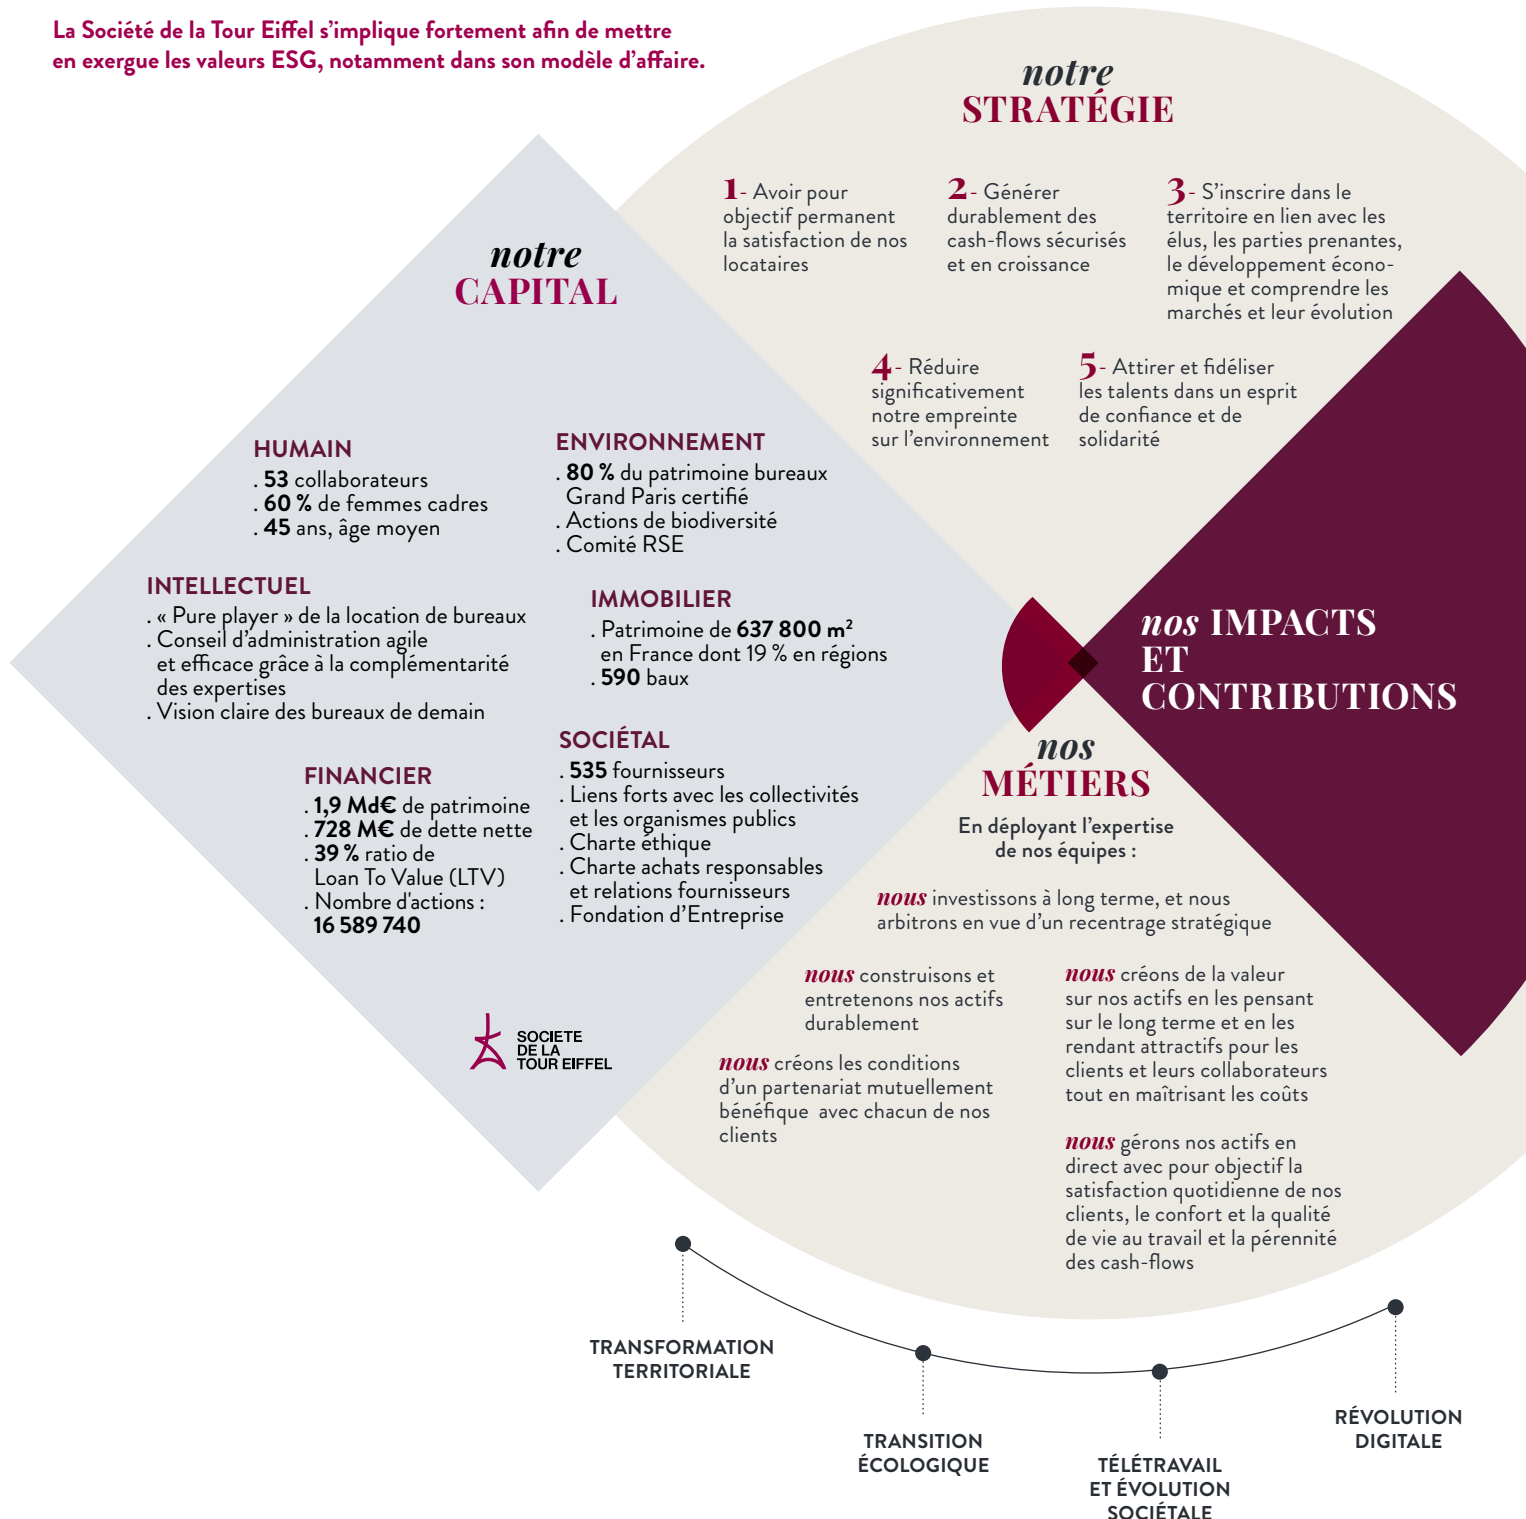 La Société de la Tour Eiffel s’implique fortement afin de mettre
en exergue les valeurs ESG, notamment dans son modèle d’affaire.
notre
STRATÉGIE
1- Avoir pour
objectif permanent
la satisfaction de nos
locataires
2- Générer
durablement des
cash-flows sécurisés
et en croissance
3- S’inscrire dans le
territoire en lien avec les
élus, les parties prenantes,
le développement écono-
mique et comprendre les
marchés et leur évolution
4- Réduire
significativement
notre empreinte
sur l’environnement
5- Attirer et fidéliser
les talents dans un esprit
de confiance et de
solidarité
notre
CAPITAL
HUMAIN
. 53 collaborateurs
. 60 % de femmes cadres
. 45 ans, âge moyen
ENVIRONNEMENT
. 80 % du patrimoine bureaux
Grand Paris certifié
. Actions de biodiversité
. Comité RSE
INTELLECTUEL
. « Pure player » de la location de bureaux
. Conseil d’administration agile
et efficace grâce à la complémentarité
des expertises
. Vision claire des bureaux de demain
IMMOBILIER
. Patrimoine de 637 800 m²
en France dont 19 % en régions
. 590 baux
FINANCIER
. 1,9 Md€ de patrimoine
. 728 M€ de dette nette
. 39 % ratio de
Loan To Value (LTV)
. Nombre d'actions :
16 589 740
SOCIÉTAL
. 535 fournisseurs
. Liens forts avec les collectivités
et les organismes publics
. Charte éthique
. Charte achats responsables
et relations fournisseurs
. Fondation d’Entreprise
SOCIETE
DE LA
TOUR EIFFEL
nos IMPACTS
ET
CONTRIBUTIONS
nos
MÉTIERS
En déployant l’expertise
de nos équipes :
nous investissons à long terme, et nous
arbitrons en vue d’un recentrage stratégique
nous construisons et
entretenons nos actifs
durablement
nous créons les conditions
d’un partenariat mutuellement
bénéfique avec chacun de nos
clients
nous créons de la valeur
sur nos actifs en les pensant
sur le long terme et en les
rendant attractifs pour les
clients et leurs collaborateurs
tout en maîtrisant les coûts
nous gérons nos actifs en
direct avec pour objectif la
satisfaction quotidienne de nos
clients, le confort et la qualité
de vie au travail et la pérennité
des cash-flows
TRANSFORMATION
TERRITORIALE
TRANSITION
ÉCOLOGIQUE
TÉLÉTRAVAIL
ET ÉVOLUTION
SOCIÉTALE
RÉVOLUTION
DIGITALE